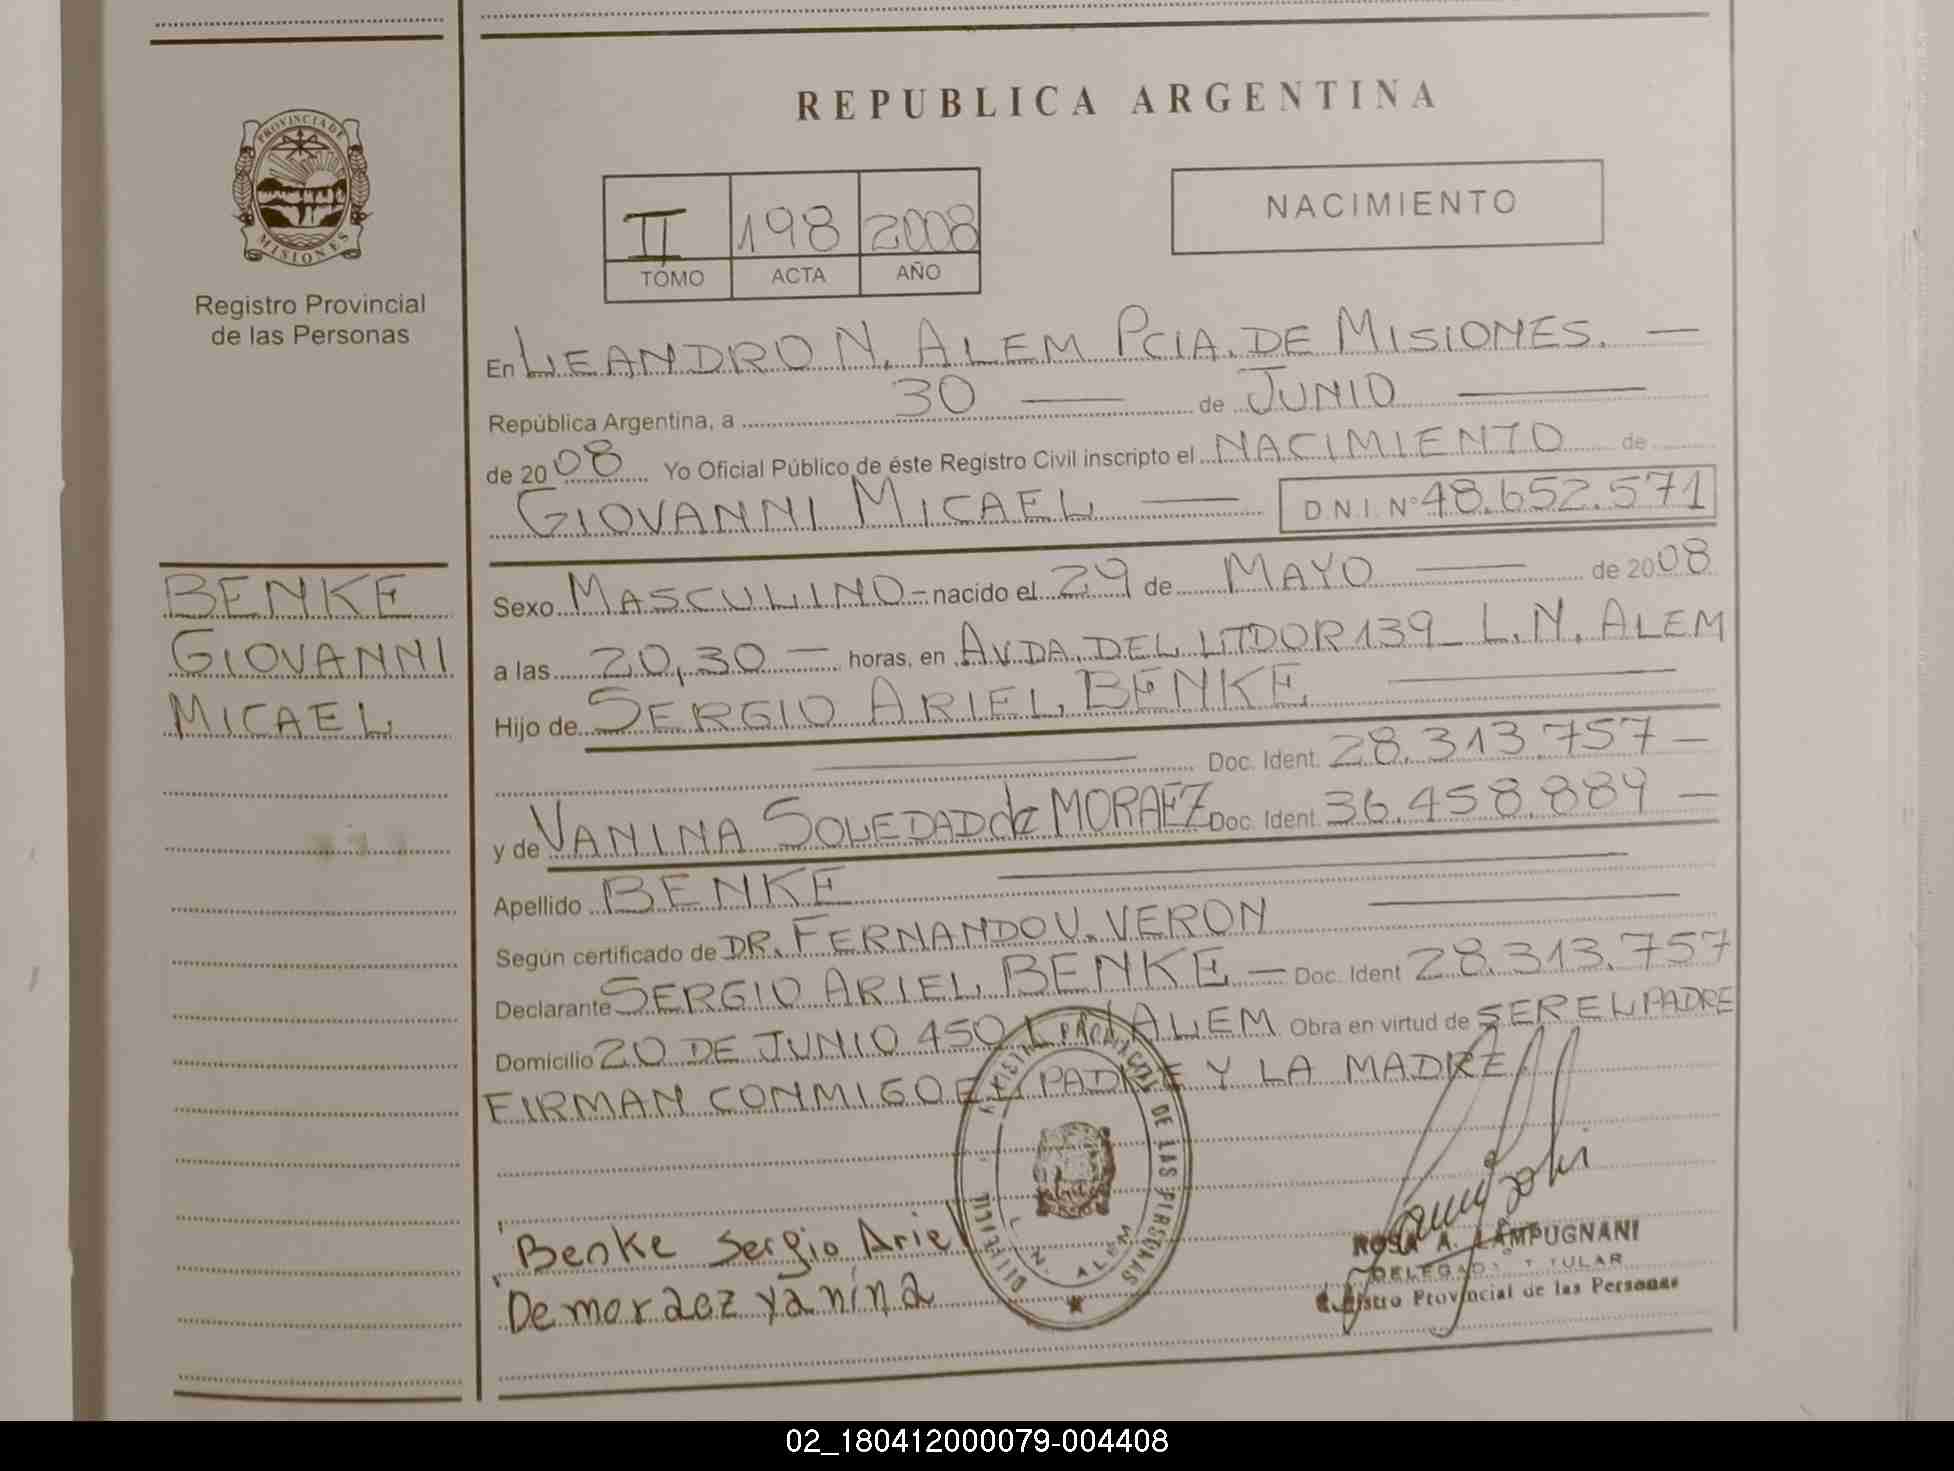 REPUBLICA ARGENTINA
PROVINCIA DE
MISIONES
Registro Provincial
de las Personas
II 198 2008
TOMO ACTA AÑO
NACIMIENTO
En LEANDRO N. ALEM PCIA. DE MISIONES. —
República Argentina, a 30 — de JUNIO —
de 2008 Yo Oficial Público de éste Registro Civil inscripto el NACIMIENTO de
GIOVANNI MICAEL — D.N.I. Nº 48.652.571
BENKE
GIOVANNI
MICAEL
Sexo MASCULINO - nacido el 29 de MAYO — de 2008
a las 20,30 — horas, en AVDA. DEL LTDOR 139 - L.N. ALEM
Hijo de SERGIO ARIEL BENKE —
— Doc. Ident. 28.313.757 —
y de VANINA SOLEDAD de MORAEZ Doc. Ident. 36.458.889 —
Apellido BENKE —
Según certificado de DR. FERNANDO V. VERON —
Declarante SERGIO ARIEL BENKE — Doc. Ident 28.313.757
Domicilio 20 DE JUNIO 450 L.N. ALEM Obra en virtud de SER EL PADRE
FIRMAN CONMIGO EL PADRE Y LA MADRE.
DE LAS PERSONAS
L. N. ALEM
Benke Sergio Ariel
De moraez vanina
ROSA A. LAMPUGNANI
DELEGADA TITULAR
Registro Provincial de las Personas
02_180412000079-004408